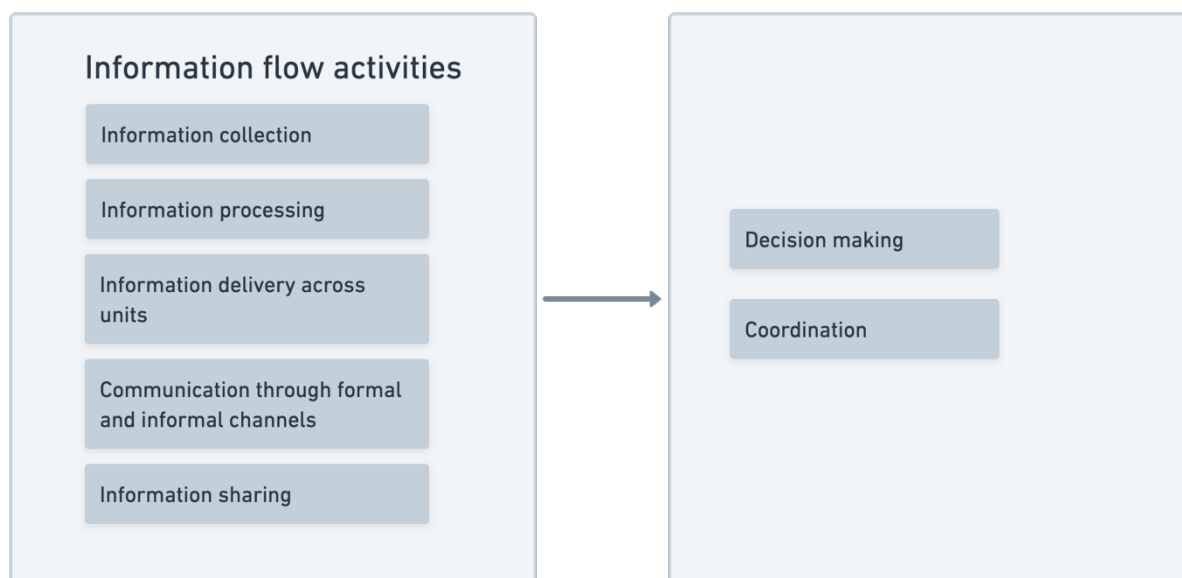 Information flow activities
Information collection
Information processing
Information delivery across
units
Communication through formal
and informal channels
Information sharing
Decision making
Coordination